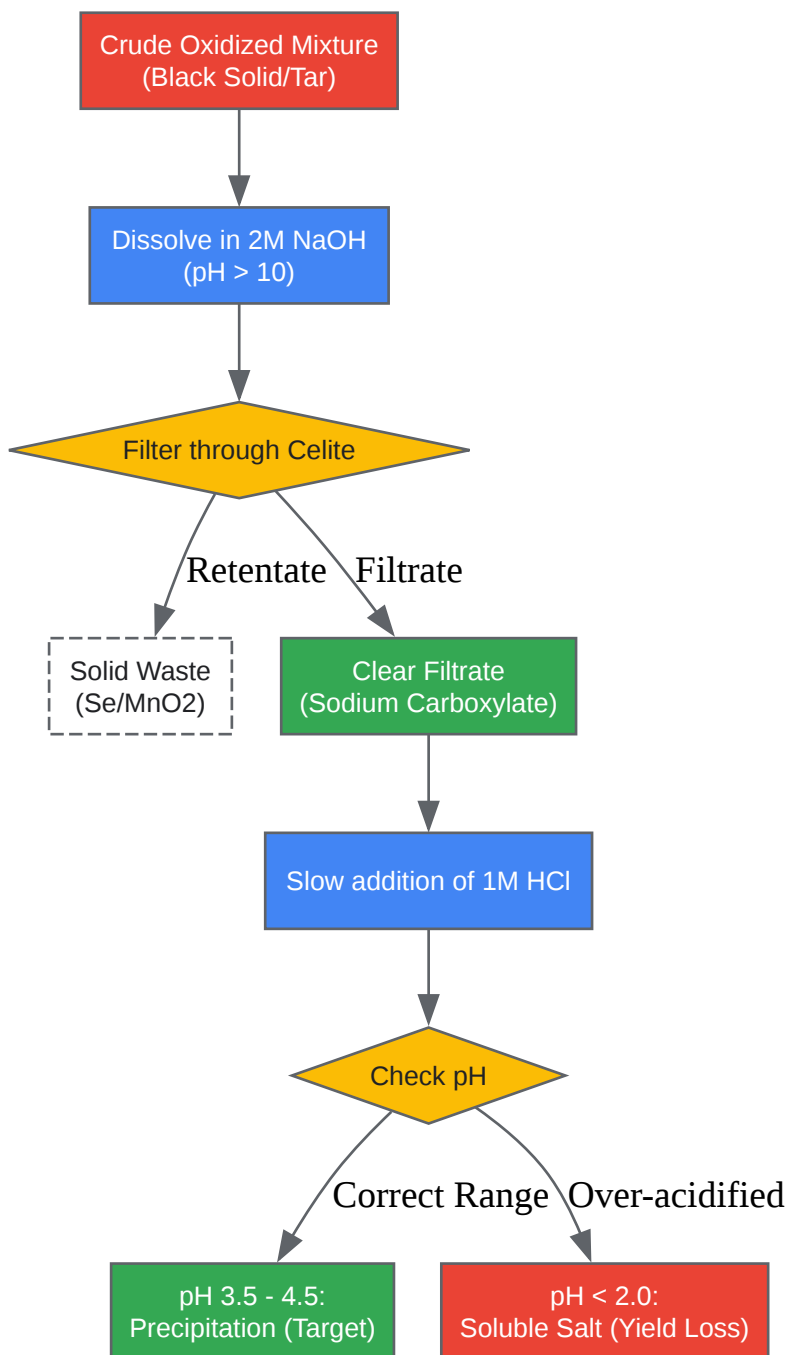 Crude Oxidized Mixture
(Black Solid/Tar)
Dissolve in 2M NaOH
(pH > 10)
Filter through Celite
Retentate
Filtrate
Solid Waste
(Se/MnO2)
Clear Filtrate
(Sodium Carboxylate)
Slow addition of 1M HCl
Check pH
Correct Range
Over-acidified
pH 3.5 - 4.5:
Precipitation (Target)
pH < 2.0:
Soluble Salt (Yield Loss)